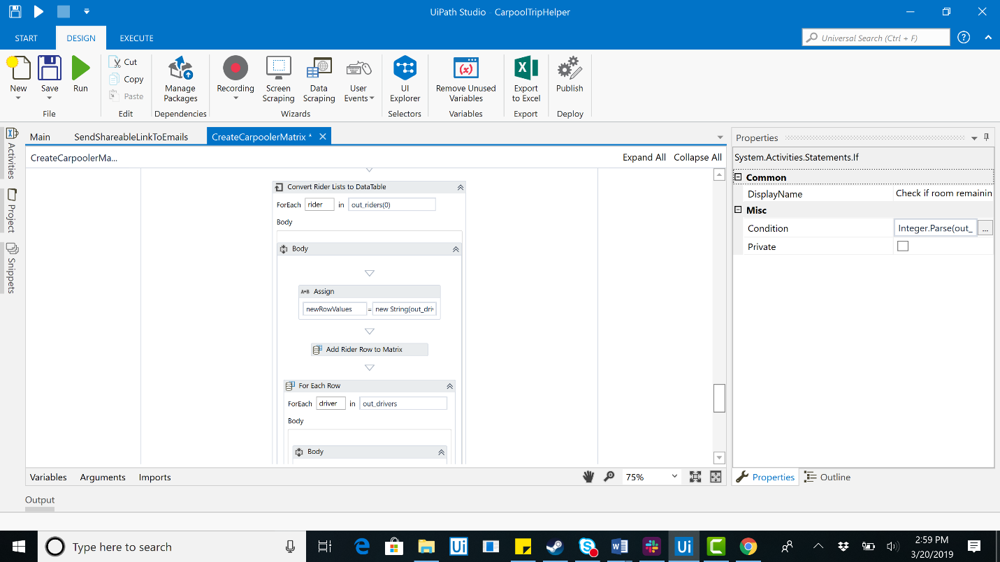 UiPath Studio - CarpoolTripHelper
START
DESIGN
EXECUTE
Universal Search (Ctrl + F)
New
Save
Run
File
Cut
Copy
Paste
Edit
Manage Packages
Dependencies
Recording
Screen Scraping
Data Scraping
User Events
Wizards
UI Explorer
Selectors
Remove Unused Variables
Variables
Export to Excel
Export
Publish
Deploy
Activities
Project
Snippets
Main
SendShareableLinkToEmails
CreateCarpoolerMatrix *
CreateCarpoolerMa...
Expand All
Collapse All
Convert Rider Lists to DataTable
ForEach rider in out_riders(0)
Body
Body
A+B Assign
newRowValues = new String(out_dri
Add Rider Row to Matrix
For Each Row
ForEach driver in out_drivers
Body
Body
Properties
System.Activities.Statements.If
Common
DisplayName Check if room remainin
Misc
Condition Integer.Parse(out_ ...
Private
Variables
Arguments
Imports
75%
Properties
Outline
Output
Type here to search
2:59 PM
3/20/2019